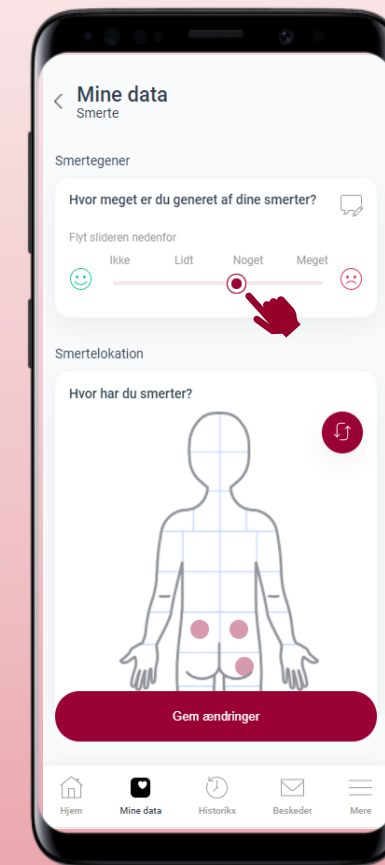 Mine data
Smerte
Smertegener
Hvor meget er du generet af dine smerter?
Flyt slideren nedenfor
Ikke Lidt Noget Meget
Smertelokation
Hvor har du smerter?
Gem ændringer
Hjem Mine data Historikx Beskeder Mere